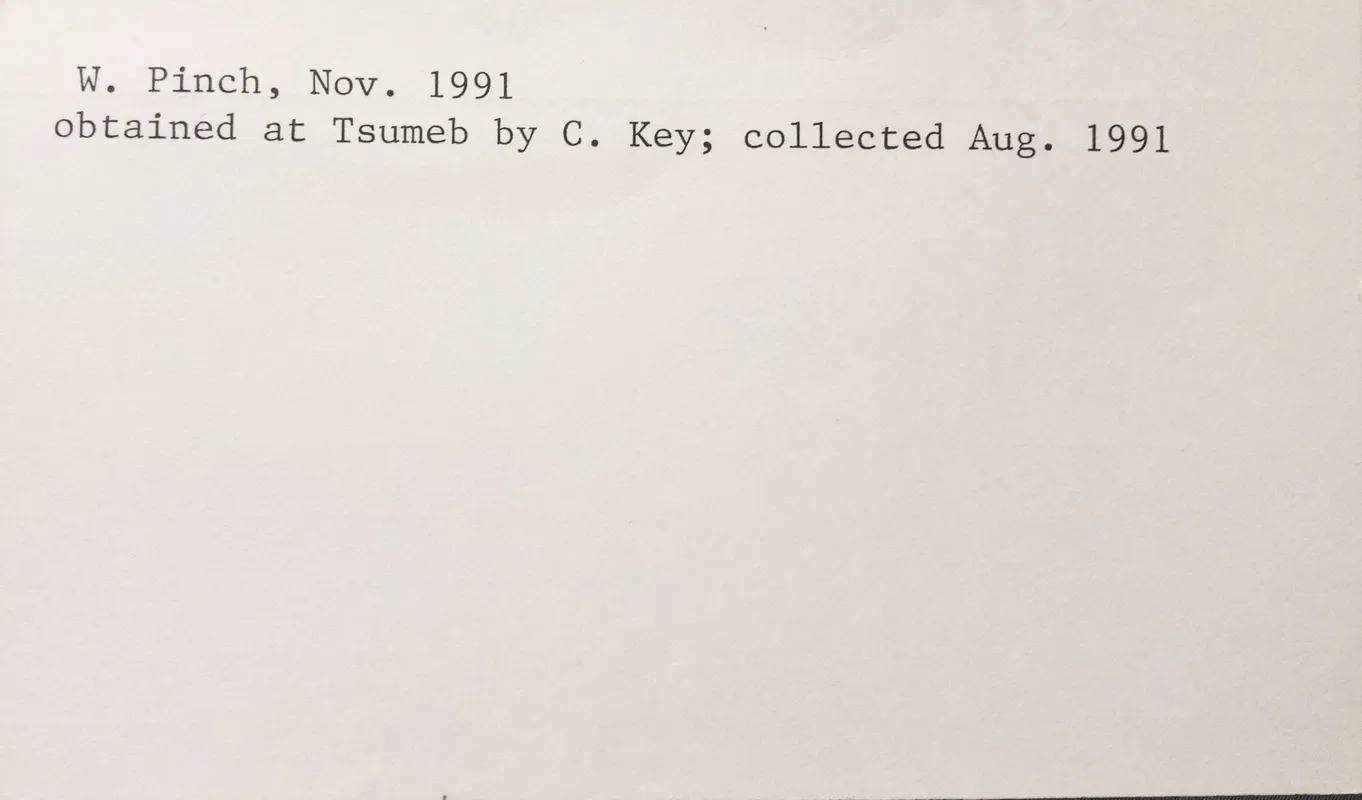 W. Pinch, Nov. 1991
obtained at Tsumeb by C. Key; collected Aug. 1991